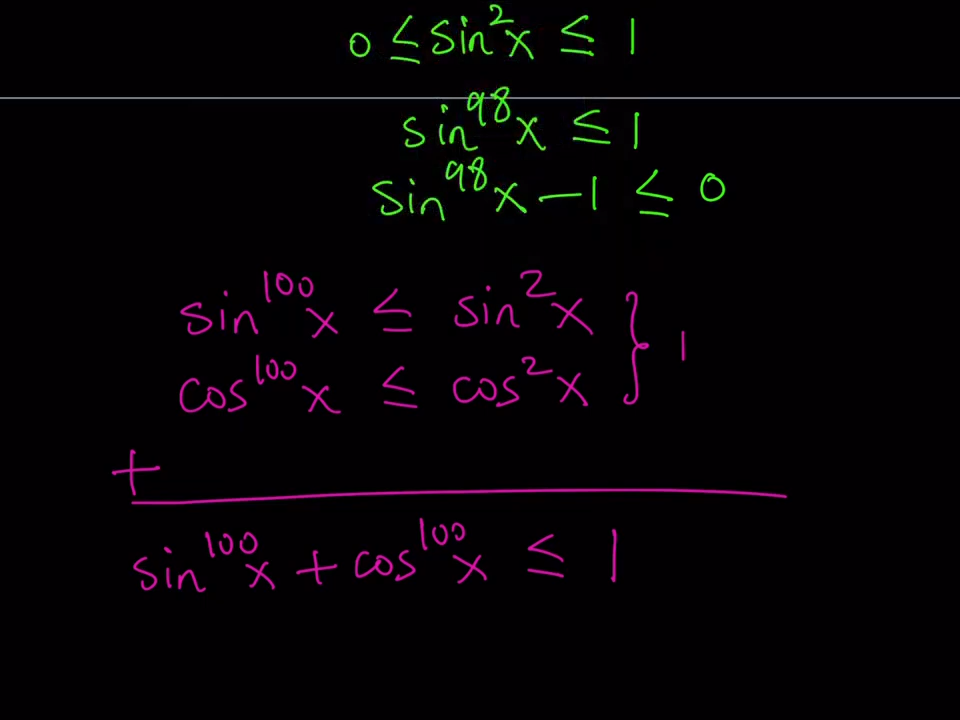 0 ≤ sin²x ≤ 1
sin⁹⁸x ≤ 1
sin⁹⁸x − 1 ≤ 0
sin¹⁰⁰x ≤ sin²x } 1
cos¹⁰⁰x ≤ cos²x
+
sin¹⁰⁰x + cos¹⁰⁰x ≤ 1